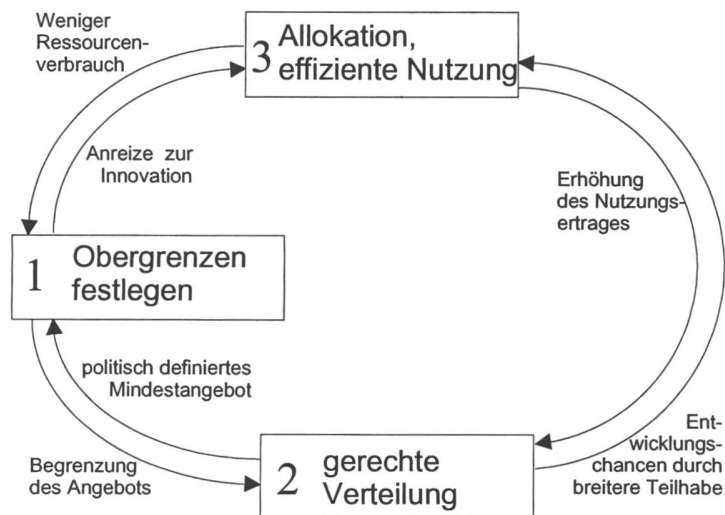 Weniger
Ressourcen-
verbrauch
3 Allokation,
effiziente Nutzung
Anreize zur
Innovation
Erhöhung
des Nutzungs-
ertrages
1 Obergrenzen
festlegen
politisch definiertes
Mindestangebot
Begrenzung
des Angebots
2 gerechte
Verteilung
Ent-
wicklungs-
chancen durch
breitere Teilhabe